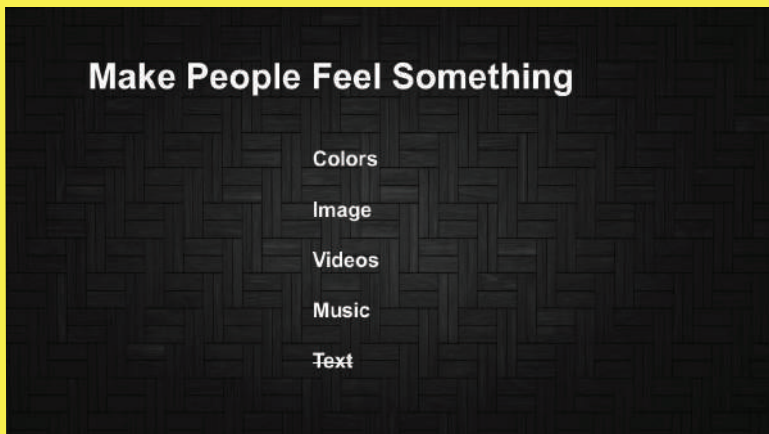 Make People Feel Something
Colors
Image
Videos
Music
Text